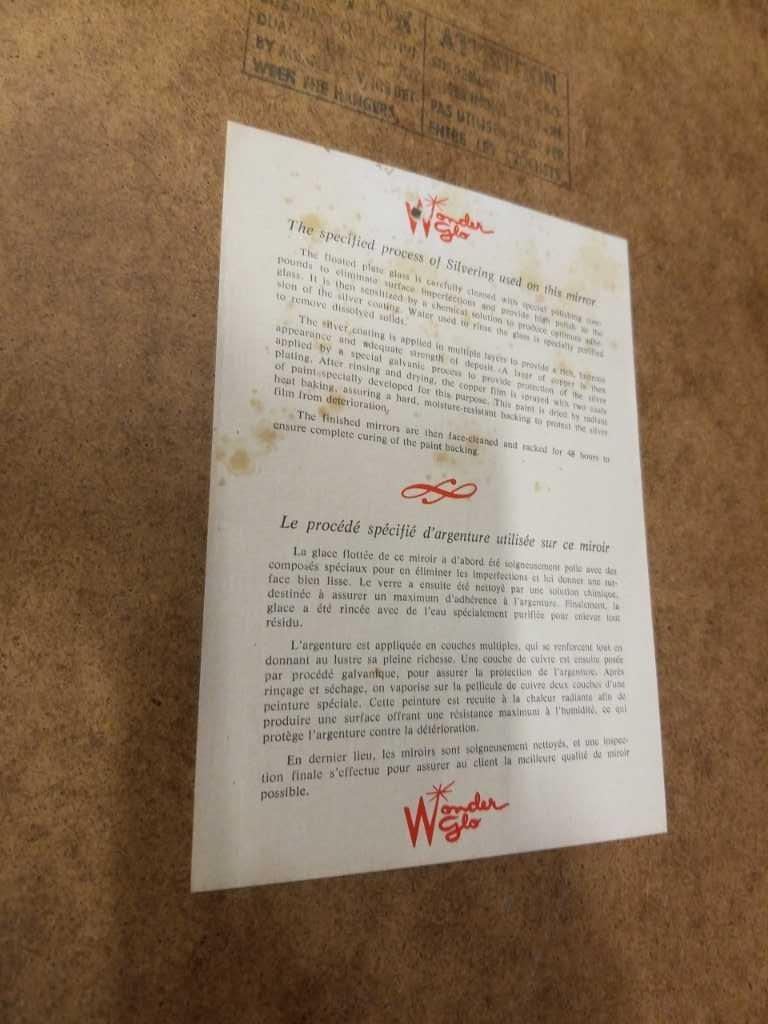 ATTENTION
BY
WEEN THE HANGERS
ENTRE LES CROCHETS
Wonder
Glo
The specified process of Silvering used on this mirror
The floated plate glass is carefully cleaned with special polishing com-
pounds to eliminate surface imperfections and provide high polish to the
glass. It is then sensitized by a chemical solution to produce optimum adhe-
sion of the silver coating. Water used to rinse the glass is specially purified
to remove dissolved solids.
The silver coating is applied in multiple layers to provide a rich, lustrous
appearance and adequate strength of deposit. A layer of copper is then
applied by a special galvanic process to provide protection of the silver
plating. After rinsing and drying, the copper film is sprayed with two coats
of paint specially developed for this purpose. This paint is dried by radiant
heat baking, assuring a hard, moisture-resistant backing to protect the silver
film from deterioration.
The finished mirrors are then face-cleaned and racked for 48 hours to
ensure complete curing of the paint backing.
Le procédé spécifié d'argenture utilisée sur ce miroir
La glace flottée de ce miroir a d'abord été soigneusement polie avec des
composés spéciaux pour en éliminer les imperfections et lui donner une sur-
face bien lisse. Le verre a ensuite été nettoyé par une solution chimique,
destinée à assurer un maximum d'adhérence à l'argenture. Finalement, la
glace a été rincée avec de l'eau spécialement purifiée pour enlever tout
résidu.
L'argenture est appliquée en couches multiples, qui se renforcent tout en
donnant au lustre sa pleine richesse. Une couche de cuivre est ensuite posée
par procédé galvanique, pour assurer la protection de l'argenture. Après
rinçage et séchage, on vaporise sur la pellicule de cuivre deux couches d'une
peinture spéciale. Cette peinture est recuite à la chaleur radiante afin de
produire une surface offrant une résistance maximum à l'humidité, ce qui
protège l'argenture contre la détérioration.
En dernier lieu, les miroirs sont soigneusement nettoyés, et une inspec-
tion finale s'effectue pour assurer au client la meilleure qualité de miroir
possible.
Wonder
Glo